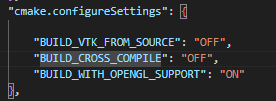 "cmake.configureSettings": {
"BUILD_VTK_FROM_SOURCE": "OFF",
"BUILD_CROSS_COMPILE": "OFF",
"BUILD_WITH_OPENGL_SUPPORT": "ON"
},